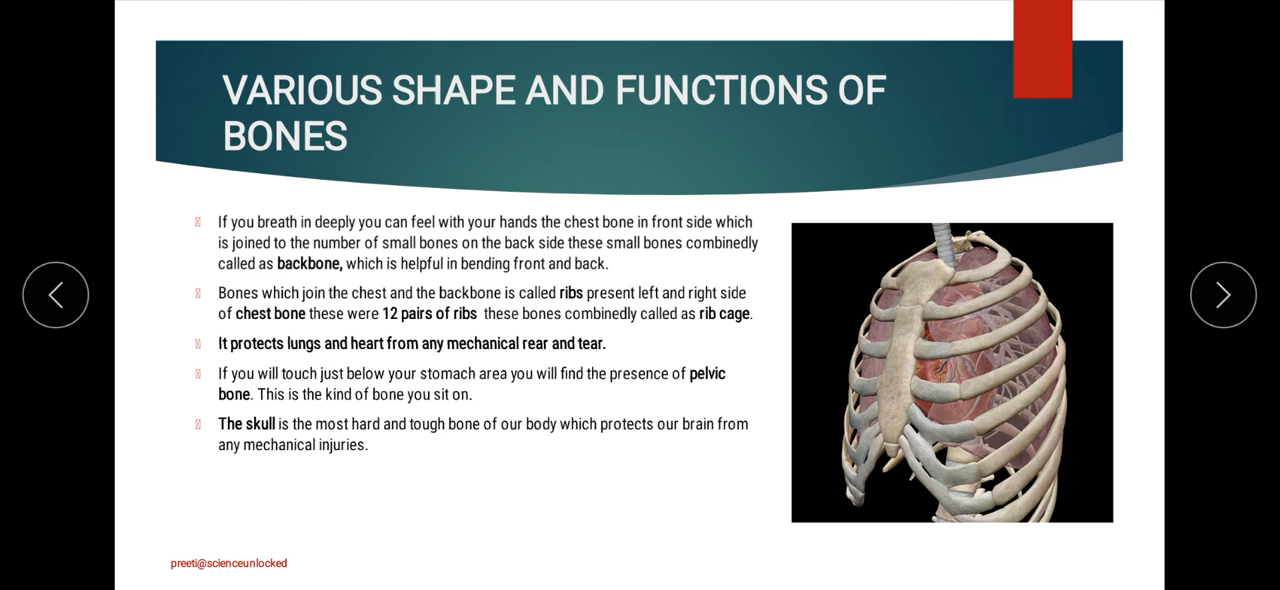 VARIOUS SHAPE AND FUNCTIONS OF
BONES
If you breath in deeply you can feel with your hands the chest bone in front side which
is joined to the number of small bones on the back side these small bones combinedly
called as backbone, which is helpful in bending front and back.
Bones which join the chest and the backbone is called ribs present left and right side
of chest bone these were 12 pairs of ribs these bones combinedly called as rib cage.
It protects lungs and heart from any mechanical rear and tear.
If you will touch just below your stomach area you will find the presence of pelvic
bone. This is the kind of bone you sit on.
The skull is the most hard and tough bone of our body which protects our brain from
any mechanical injuries.
preeti@scienceunlocked